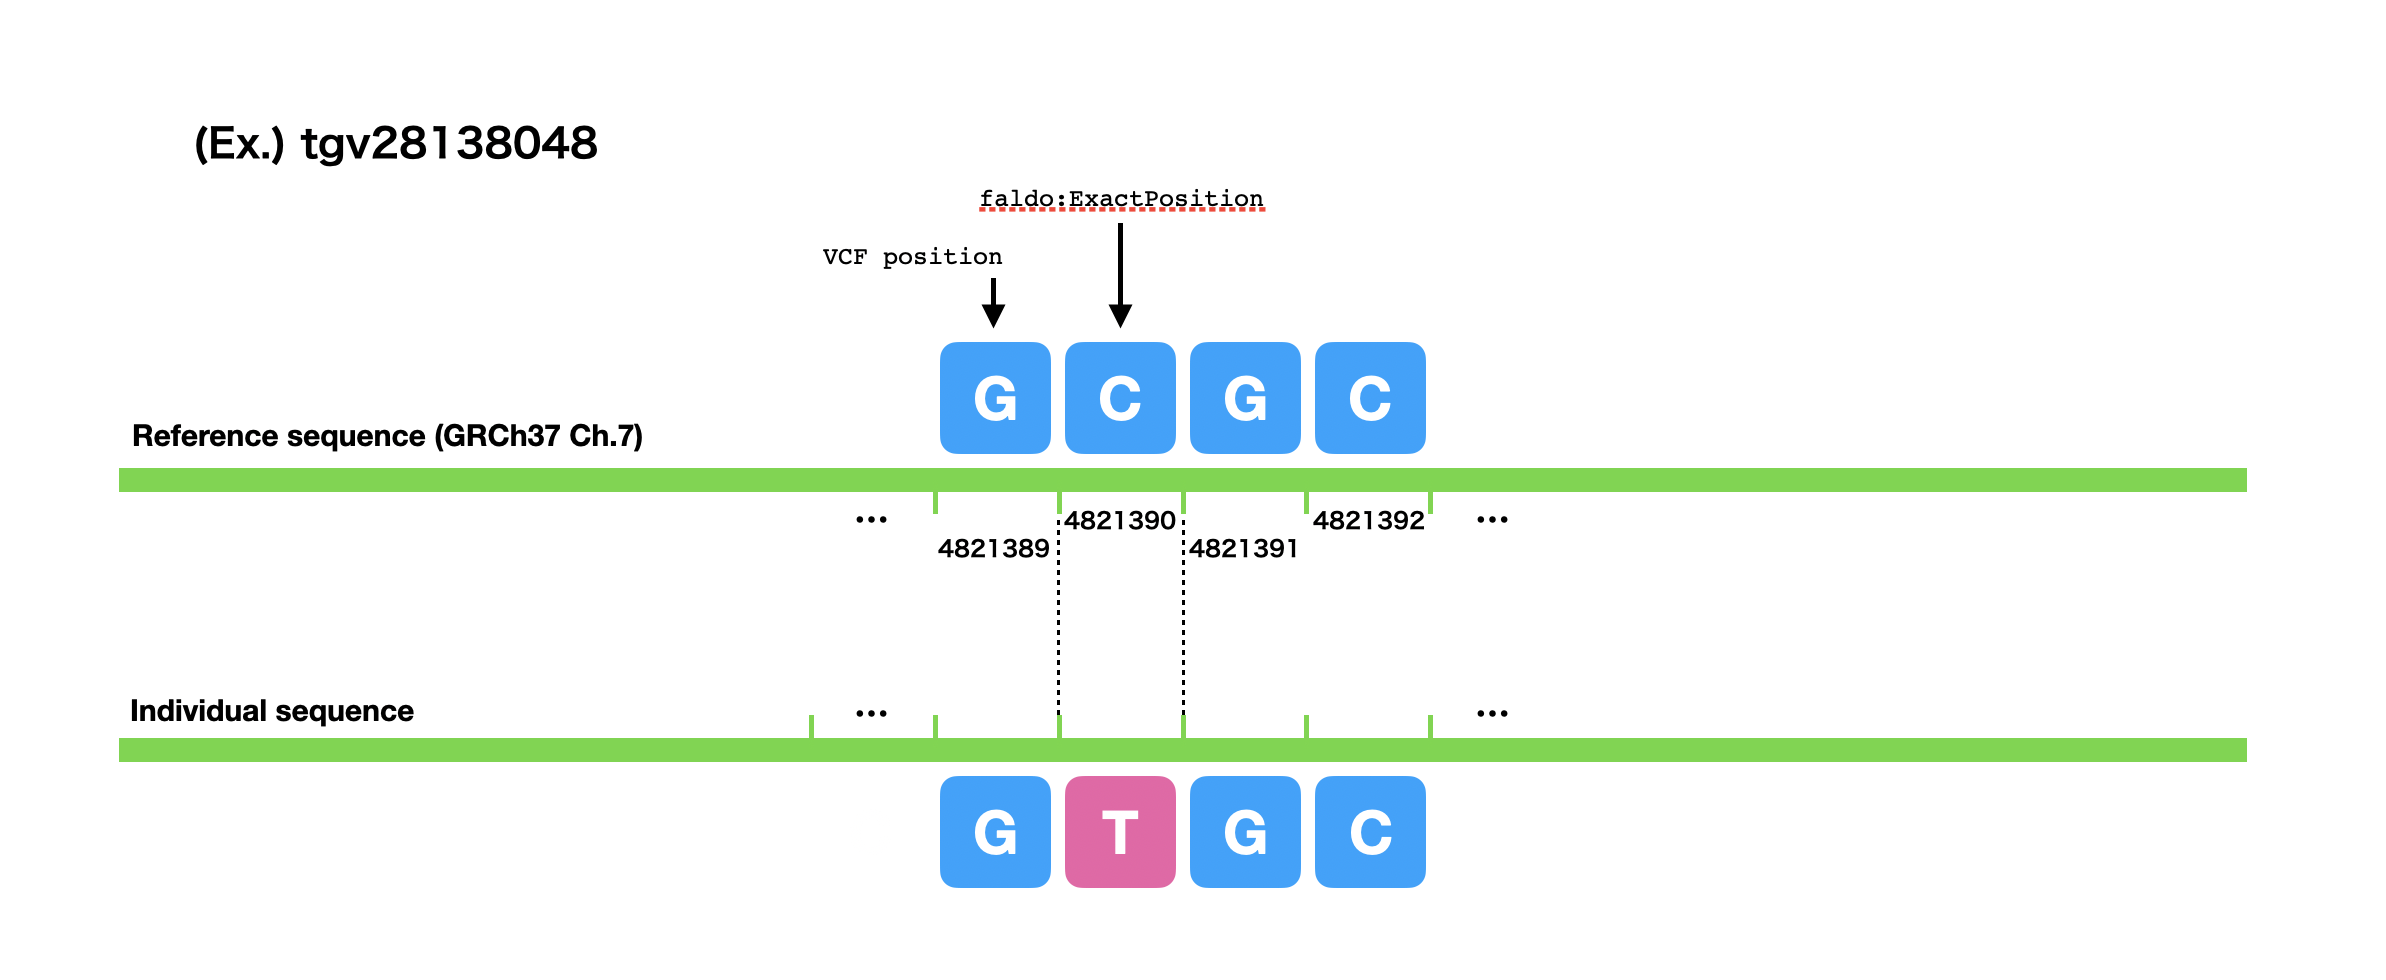 (Ex.) tgv28138048
faldo:ExactPosition
VCF position
G C G C
Reference sequence (GRCh37 Ch.7)
... 4821390 4821392 ...
4821389 4821391
Individual sequence
... ...
G T G C